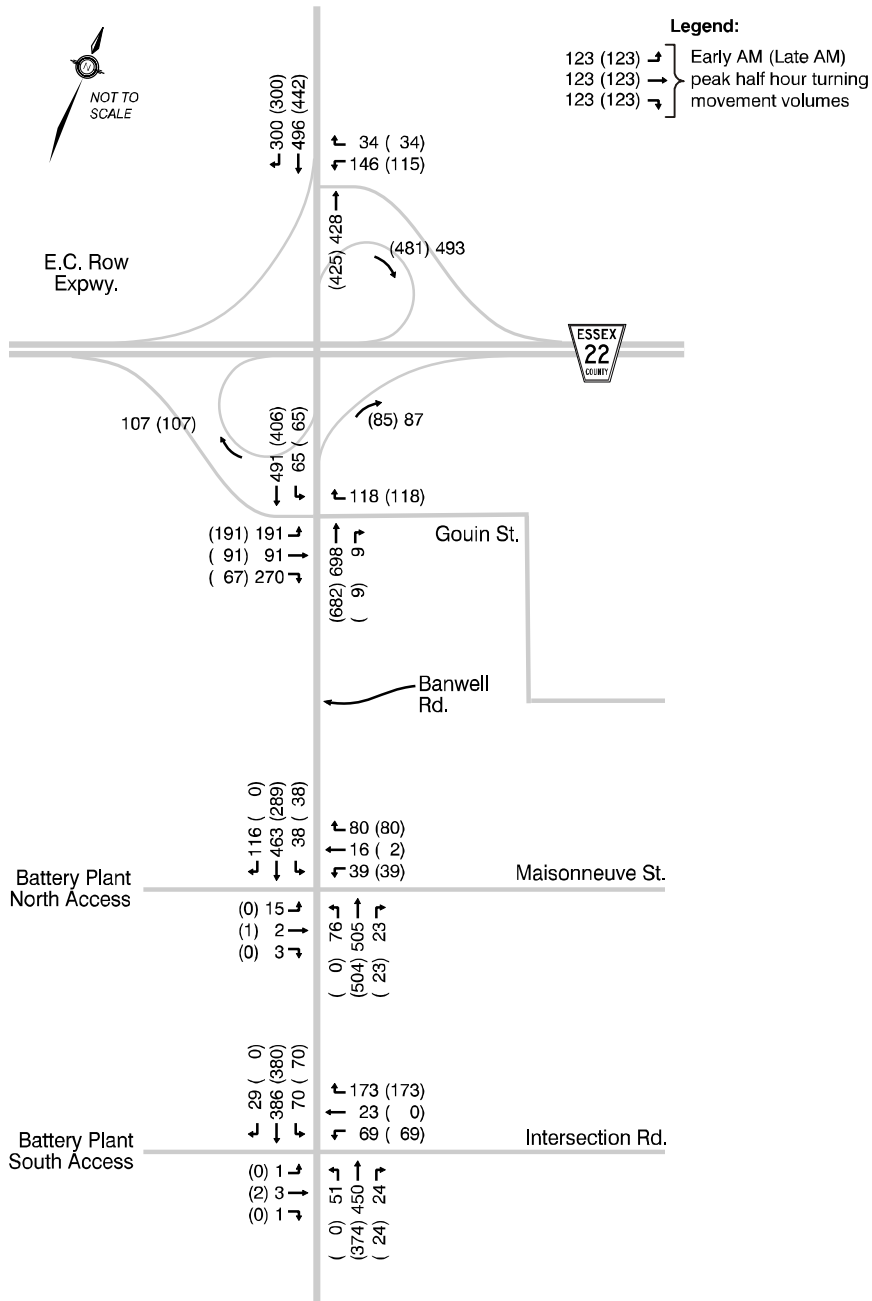 Legend:
123 (123)
123 (123)
123 (123)
Early AM (Late AM)
peak half hour turning
movement volumes
N
NOT TO
SCALE
300 (300)
496 (442)
34 ( 34)
146 (115)
(425) 428
(481) 493
E.C. Row
Expwy.
ESSEX
22
COUNTY
107 (107)
491 (406)
65 ( 65)
(85) 87
118 (118)
Gouin St.
(191) 191
( 91) 91
( 67) 270
(682) 698
( 9) 9
Banwell
Rd.
116 ( 0)
463 (289)
38 ( 38)
80 (80)
16 ( 2)
39 (39)
Battery Plant
North Access
Maisonneuve St.
(0) 15
(1) 2
(0) 3
( 0) 76
(504) 505
( 23) 23
29 ( 0)
386 (380)
70 ( 70)
173 (173)
23 ( 0)
69 ( 69)
Battery Plant
South Access
Intersection Rd.
(0) 1
(2) 3
(0) 1
( 0) 51
(374) 450
( 24) 24